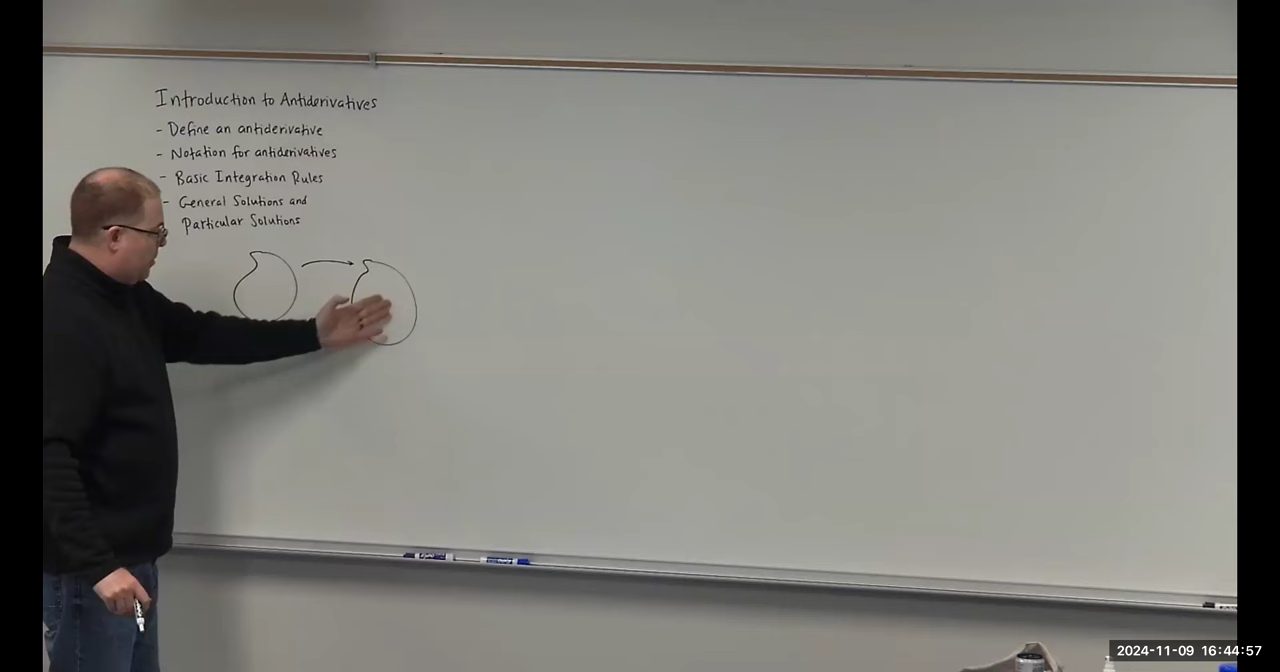 Introduction to Antiderivatives
- Define an antiderivative
- Notation for antiderivatives
- Basic Integration Rules
- General Solutions and
Particular Solutions
2024-11-09 16:44:57